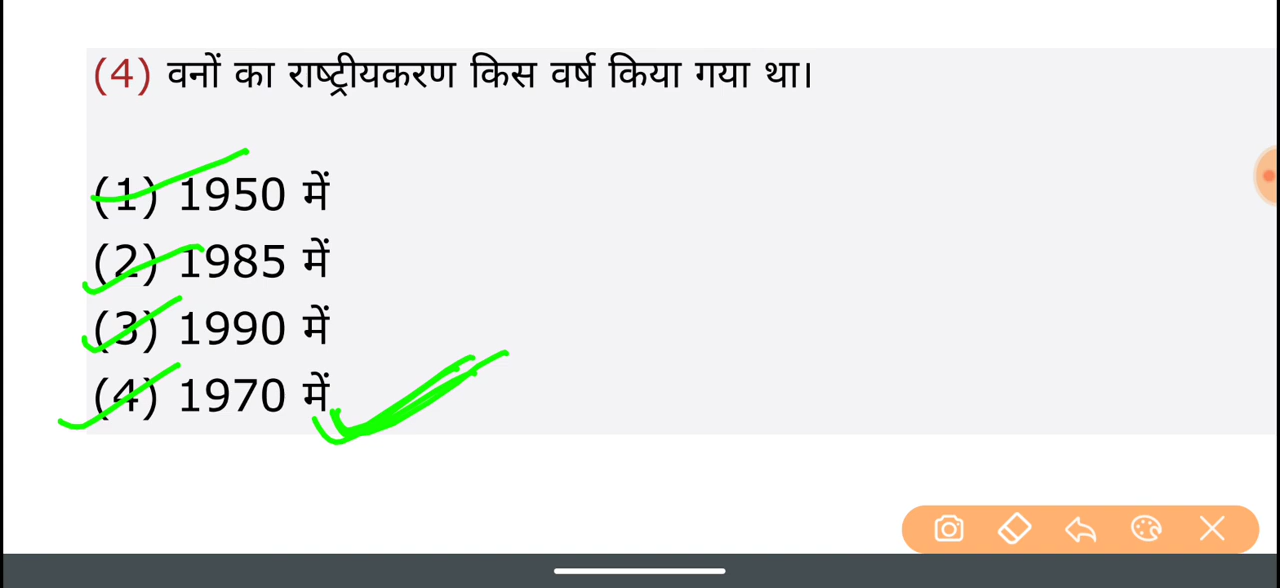 (4) वनों का राष्ट्रीयकरण किस वर्ष किया गया था।
(1) 1950 में
(2) 1985 में
(3) 1990 में
(4) 1970 में